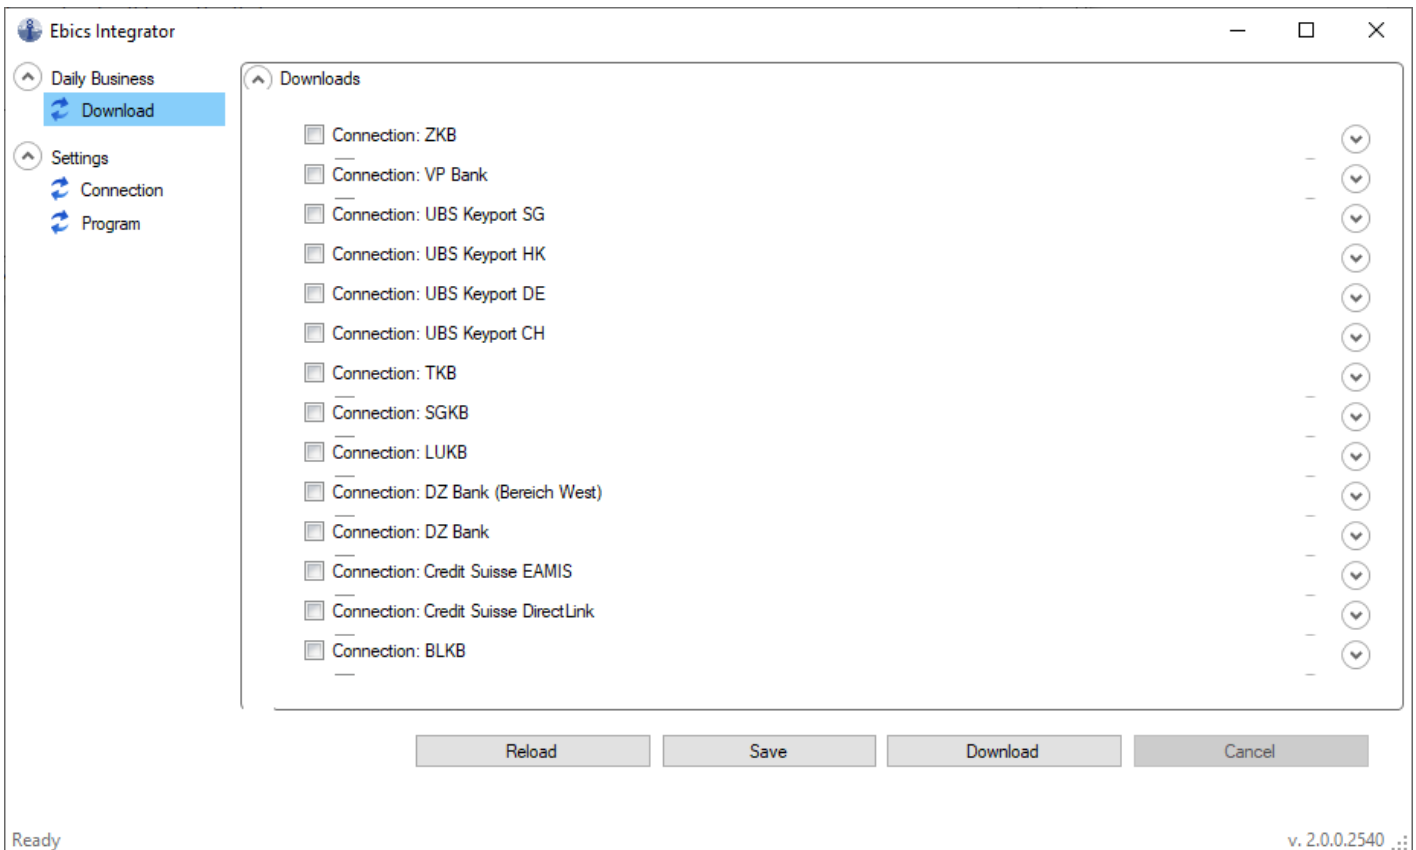 Ebics Integrator
Daily Business
Download
Settings
Connection
Program
Downloads
Connection: ZKB
Connection: VP Bank
Connection: UBS Keyport SG
Connection: UBS Keyport HK
Connection: UBS Keyport DE
Connection: UBS Keyport CH
Connection: TKB
Connection: SGKB
Connection: LUKB
Connection: DZ Bank (Bereich West)
Connection: DZ Bank
Connection: Credit Suisse EAMIS
Connection: Credit Suisse DirectLink
Connection: BLKB
Reload Save Download Cancel
Ready v. 2.0.0.2540